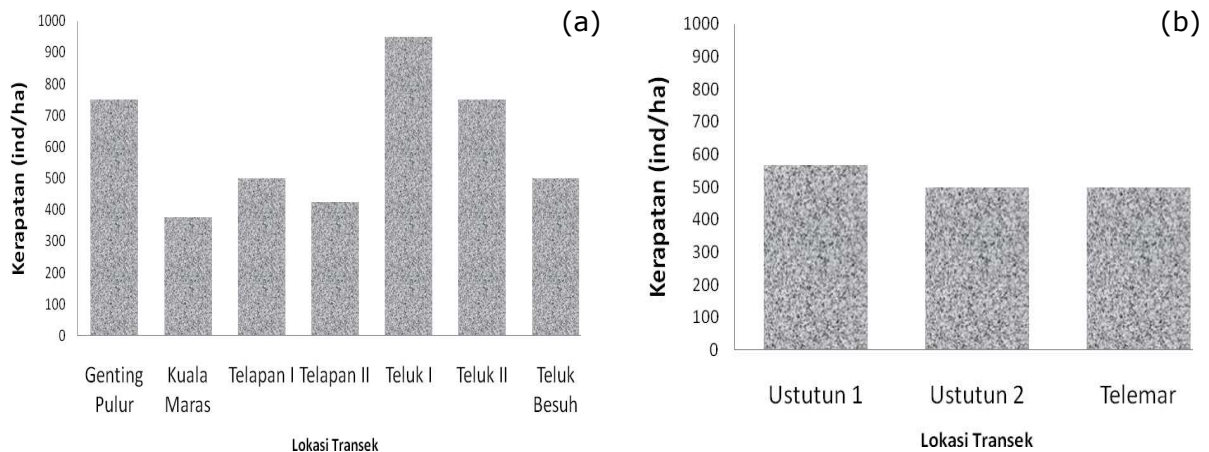 (a)
Kerapatan (ind/ha)
1000
900
800
700
600
500
400
300
200
100
0
Genting Pulur
Kuala Maras
Telapan I
Telapan II
Teluk I
Teluk II
Teluk Besuh
Lokasi Transek
(b)
Kerapatan (ind/ha)
1000
900
800
700
600
500
400
300
200
100
0
Ustutun 1
Ustutun 2
Telemar
Lokasi Transek